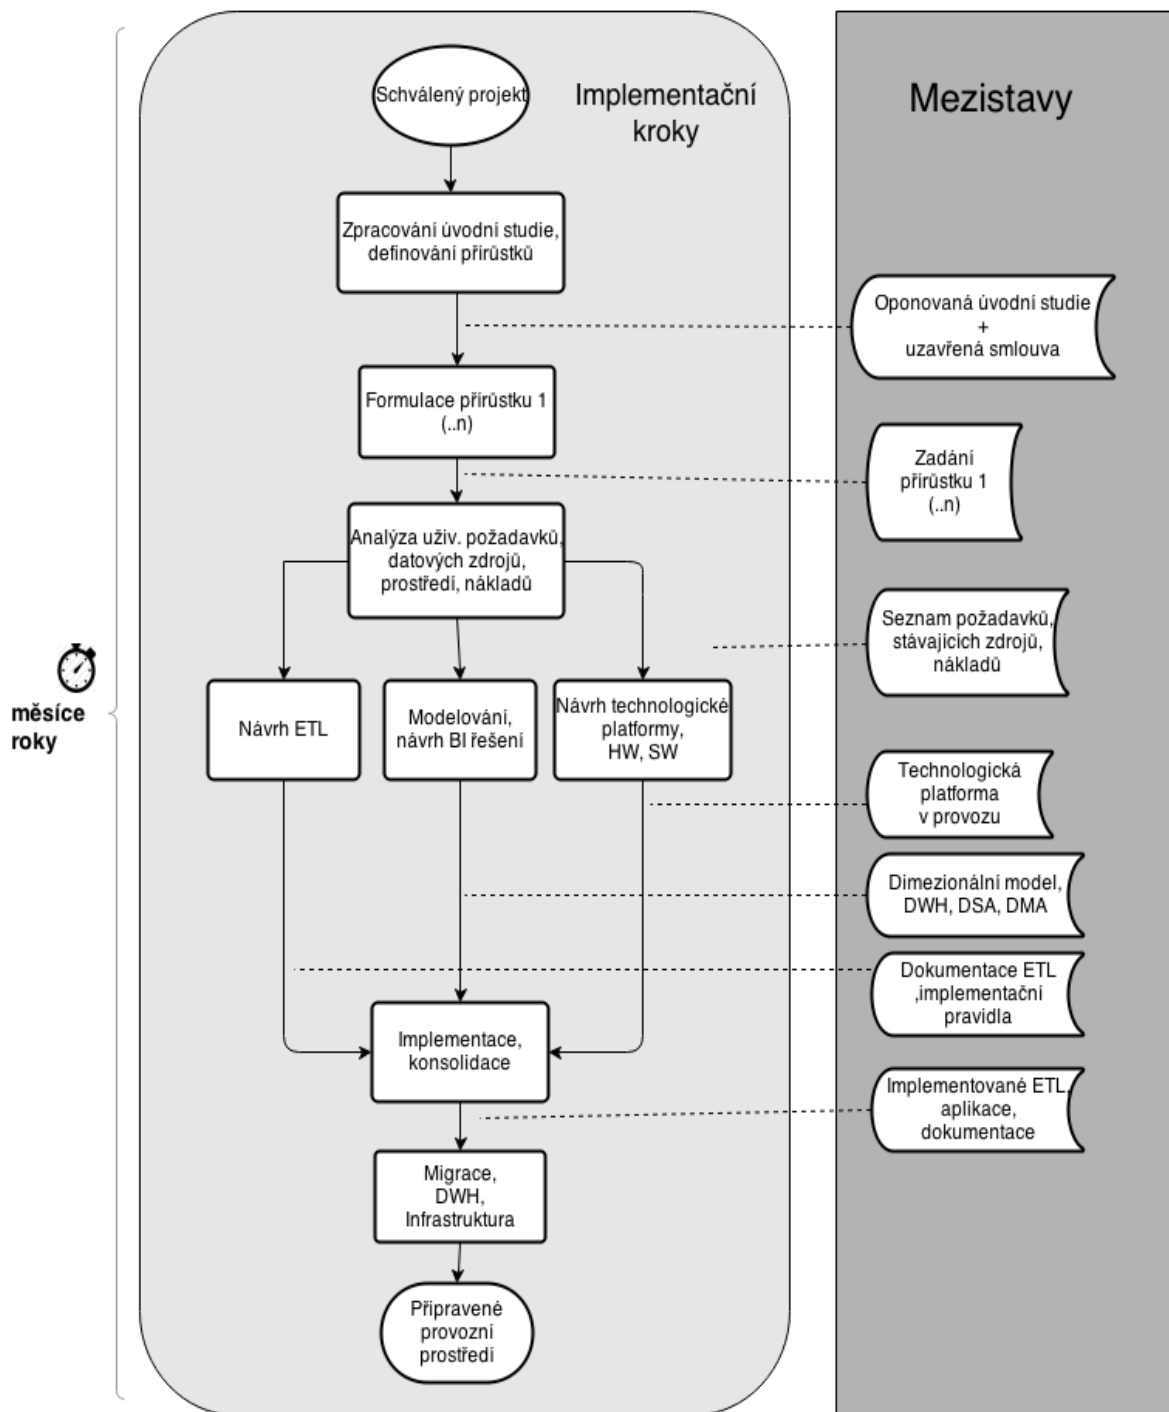 Schválený projekt
Implementační
kroky
Mezistavy
Zpracování úvodní studie,
definování přírůstků
Oponovaná úvodní studie
+
uzavřená smlouva
Formulace přírůstku 1
(..n)
Zadání
přírůstku 1
(..n)
Analýza uživ. požadavků,
datových zdrojů,
prostředí, nákladů
Seznam požadavků,
stávajících zdrojů,
nákladů
měsíce
roky
Návrh ETL
Modelování,
návrh BI řešení
Návrh technologické
platformy,
HW, SW
Technologická
platforma
v provozu
Dimezionální model,
DWH, DSA, DMA
Dokumentace ETL
,implementační
pravidla
Implementace,
konsolidace
Implementované ETL,
aplikace,
dokumentace
Migrace,
DWH,
Infrastruktura
Připravené
provozní
prostředí